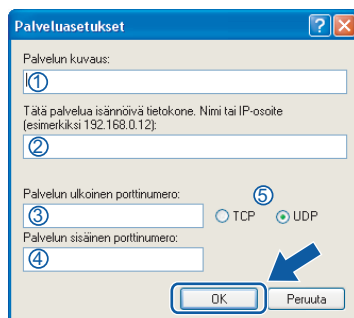 Palveluasetukset
Palvelun kuvaus:
①
Tätä palvelua isännöivä tietokone. Nimi tai IP-osoite
(esimerkiksi 192.168.0.12):
②
Palvelun ulkoinen porttinumero:
③ TCP ⑤ UDP
Palvelun sisäinen porttinumero:
④
OK Peruuta